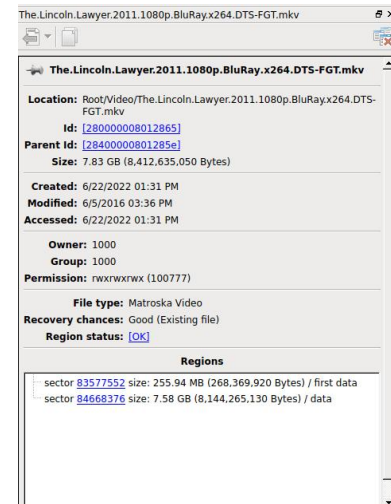 The.Lincoln.Lawyer.2011.1080p.BluRay.x264.DTS-FGT.mkv
The.Lincoln.Lawyer.2011.1080p.BluRay.x264.DTS-FGT.mkv
Location: Root/Video/The.Lincoln.Lawyer.2011.1080p.BluRay.x264.DTS-
FGT.mkv
Id: [280000008012865]
Parent Id: [28400000801285e]
Size: 7.83 GB (8,412,635,050 Bytes)
Created: 6/22/2022 01:31 PM
Modified: 6/5/2016 03:36 PM
Accessed: 6/22/2022 01:31 PM
Owner: 1000
Group: 1000
Permission: rwxrwxrwx (100777)
File type: Matroska Video
Recovery chances: Good (Existing file)
Region status: [OK]
Regions
sector 83577552 size: 255.94 MB (268,369,920 Bytes) / first data
sector 84668376 size: 7.58 GB (8,144,265,130 Bytes) / data